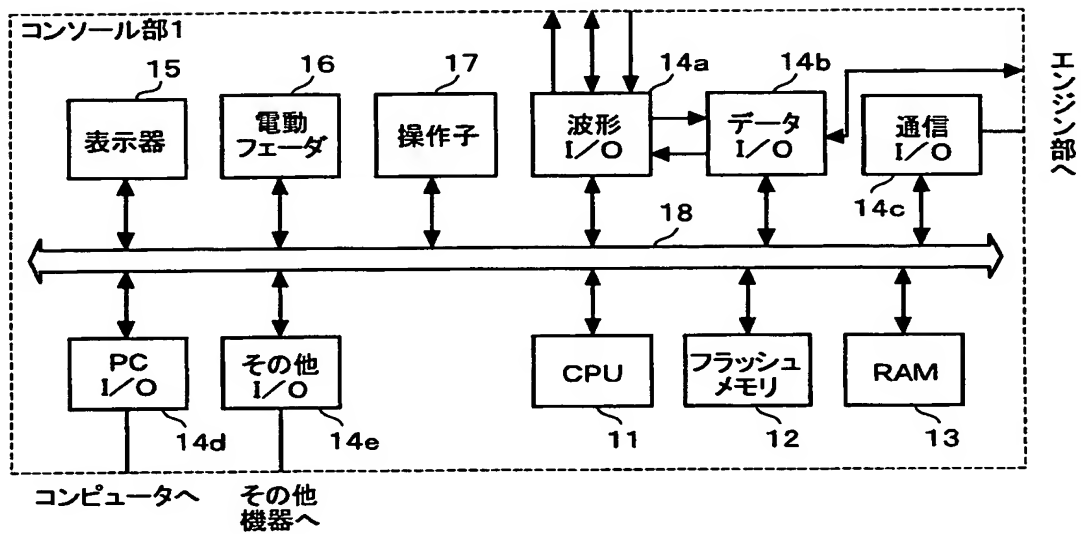 コンソール部1
15
16
17
14a
14b
表示器
電動
フェーダ
操作子
波形
I/O
データ
I/O
通信
I/O
14c
エンジン部へ
18
PC
I/O
その他
I/O
CPU
フラッシュ
メモリ
RAM
14d
14e
11
12
13
コンピュータへ
その他
機器へ